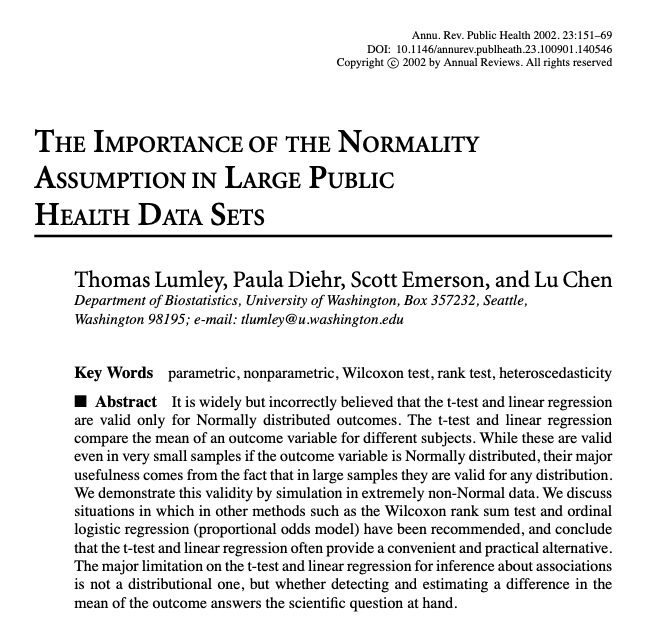 Annu. Rev. Public Health 2002. 23:151–69
DOI: 10.1146/annurev.publheath.23.100901.140546
Copyright © 2002 by Annual Reviews. All rights reserved
THE IMPORTANCE OF THE NORMALITY
ASSUMPTION IN LARGE PUBLIC
HEALTH DATA SETS
Thomas Lumley, Paula Diehr, Scott Emerson, and Lu Chen
Department of Biostatistics, University of Washington, Box 357232, Seattle,
Washington 98195; e-mail: tlumley@u.washington.edu
Key Words parametric, nonparametric, Wilcoxon test, rank test, heteroscedasticity
■ Abstract It is widely but incorrectly believed that the t-test and linear regression
are valid only for Normally distributed outcomes. The t-test and linear regression
compare the mean of an outcome variable for different subjects. While these are valid
even in very small samples if the outcome variable is Normally distributed, their major
usefulness comes from the fact that in large samples they are valid for any distribution.
We demonstrate this validity by simulation in extremely non-Normal data. We discuss
situations in which in other methods such as the Wilcoxon rank sum test and ordinal
logistic regression (proportional odds model) have been recommended, and conclude
that the t-test and linear regression often provide a convenient and practical alternative.
The major limitation on the t-test and linear regression for inference about associations
is not a distributional one, but whether detecting and estimating a difference in the
mean of the outcome answers the scientific question at hand.